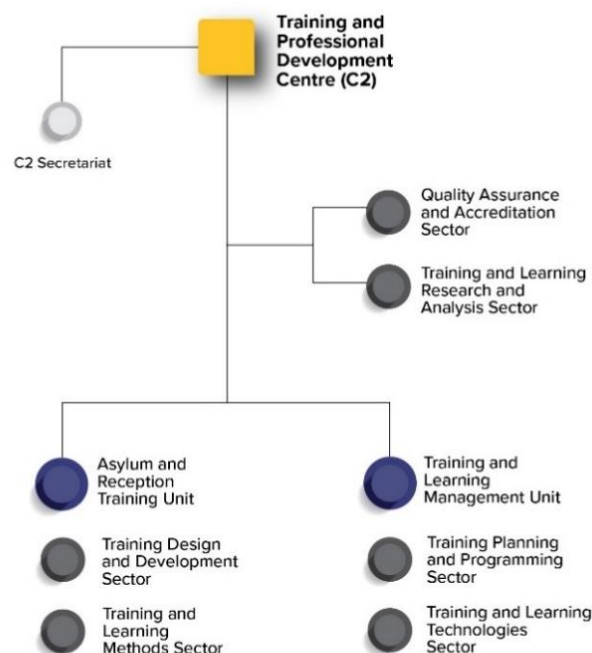 Training and
Professional
Development
Centre (C2)
C2 Secretariat
Quality Assurance
and Accreditation
Sector
Training and Learning
Research and
Analysis Sector
Asylum and
Reception
Training Unit
Training and
Learning
Management Unit
Training Design
and Development
Sector
Training Planning
and Programming
Sector
Training and
Learning
Methods Sector
Training and Learning
Technologies
Sector